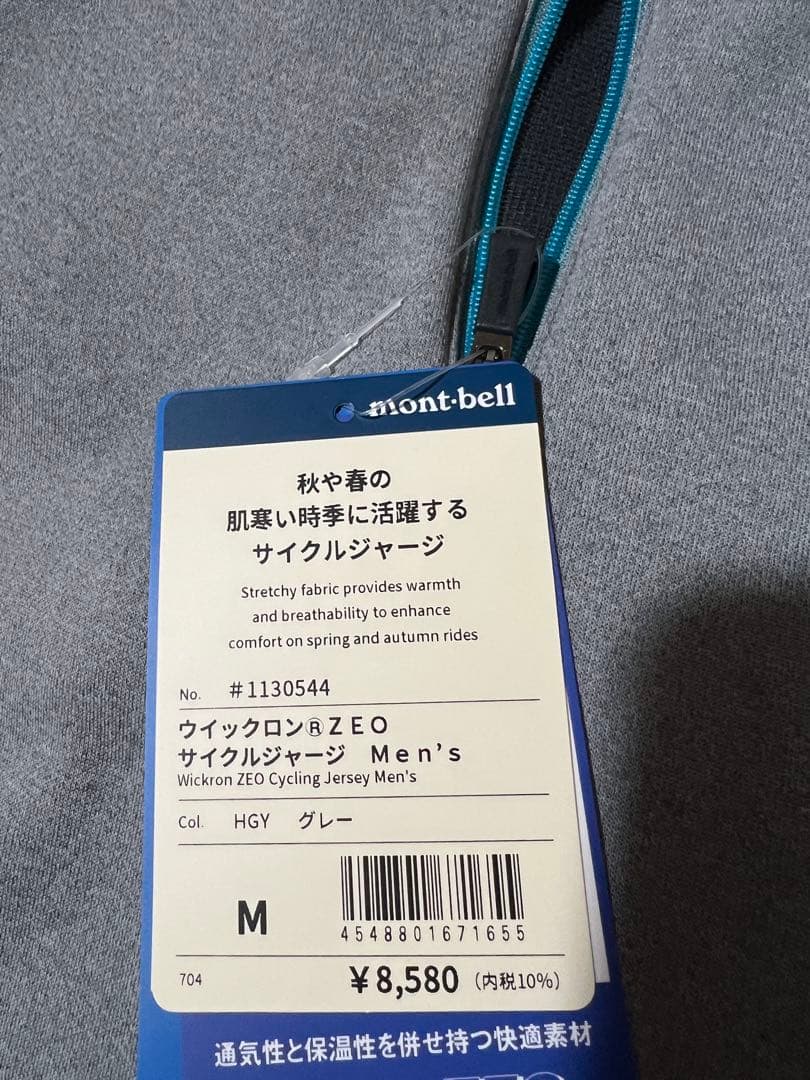 mont·bell
秋や春の
肌寒い時季に活躍する
サイクルジャージ
Stretchy fabric provides warmth
and breathability to enhance
comfort on spring and autumn rides
No. #1130544
ウイックロン®ZEO
サイクルジャージ Men's
Wickron ZEO Cycling Jersey Men's
Col. HGY グレー
M
4548801671655
704 ¥8,580 (内税10%)
通気性と保温性を併せ持つ快適素材